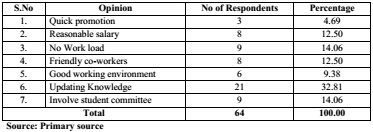 S.No Opinion No of Respondents Percentage
1. Quick promotion 3 4.69
2. Reasonable salary 8 12.50
3. No Work load 9 14.06
4. Friendly co-workers 8 12.50
5. Good working environment 6 9.38
6. Updating Knowledge 21 32.81
7. Involve student committee 9 14.06
Total 64 100.00
Source: Primary source